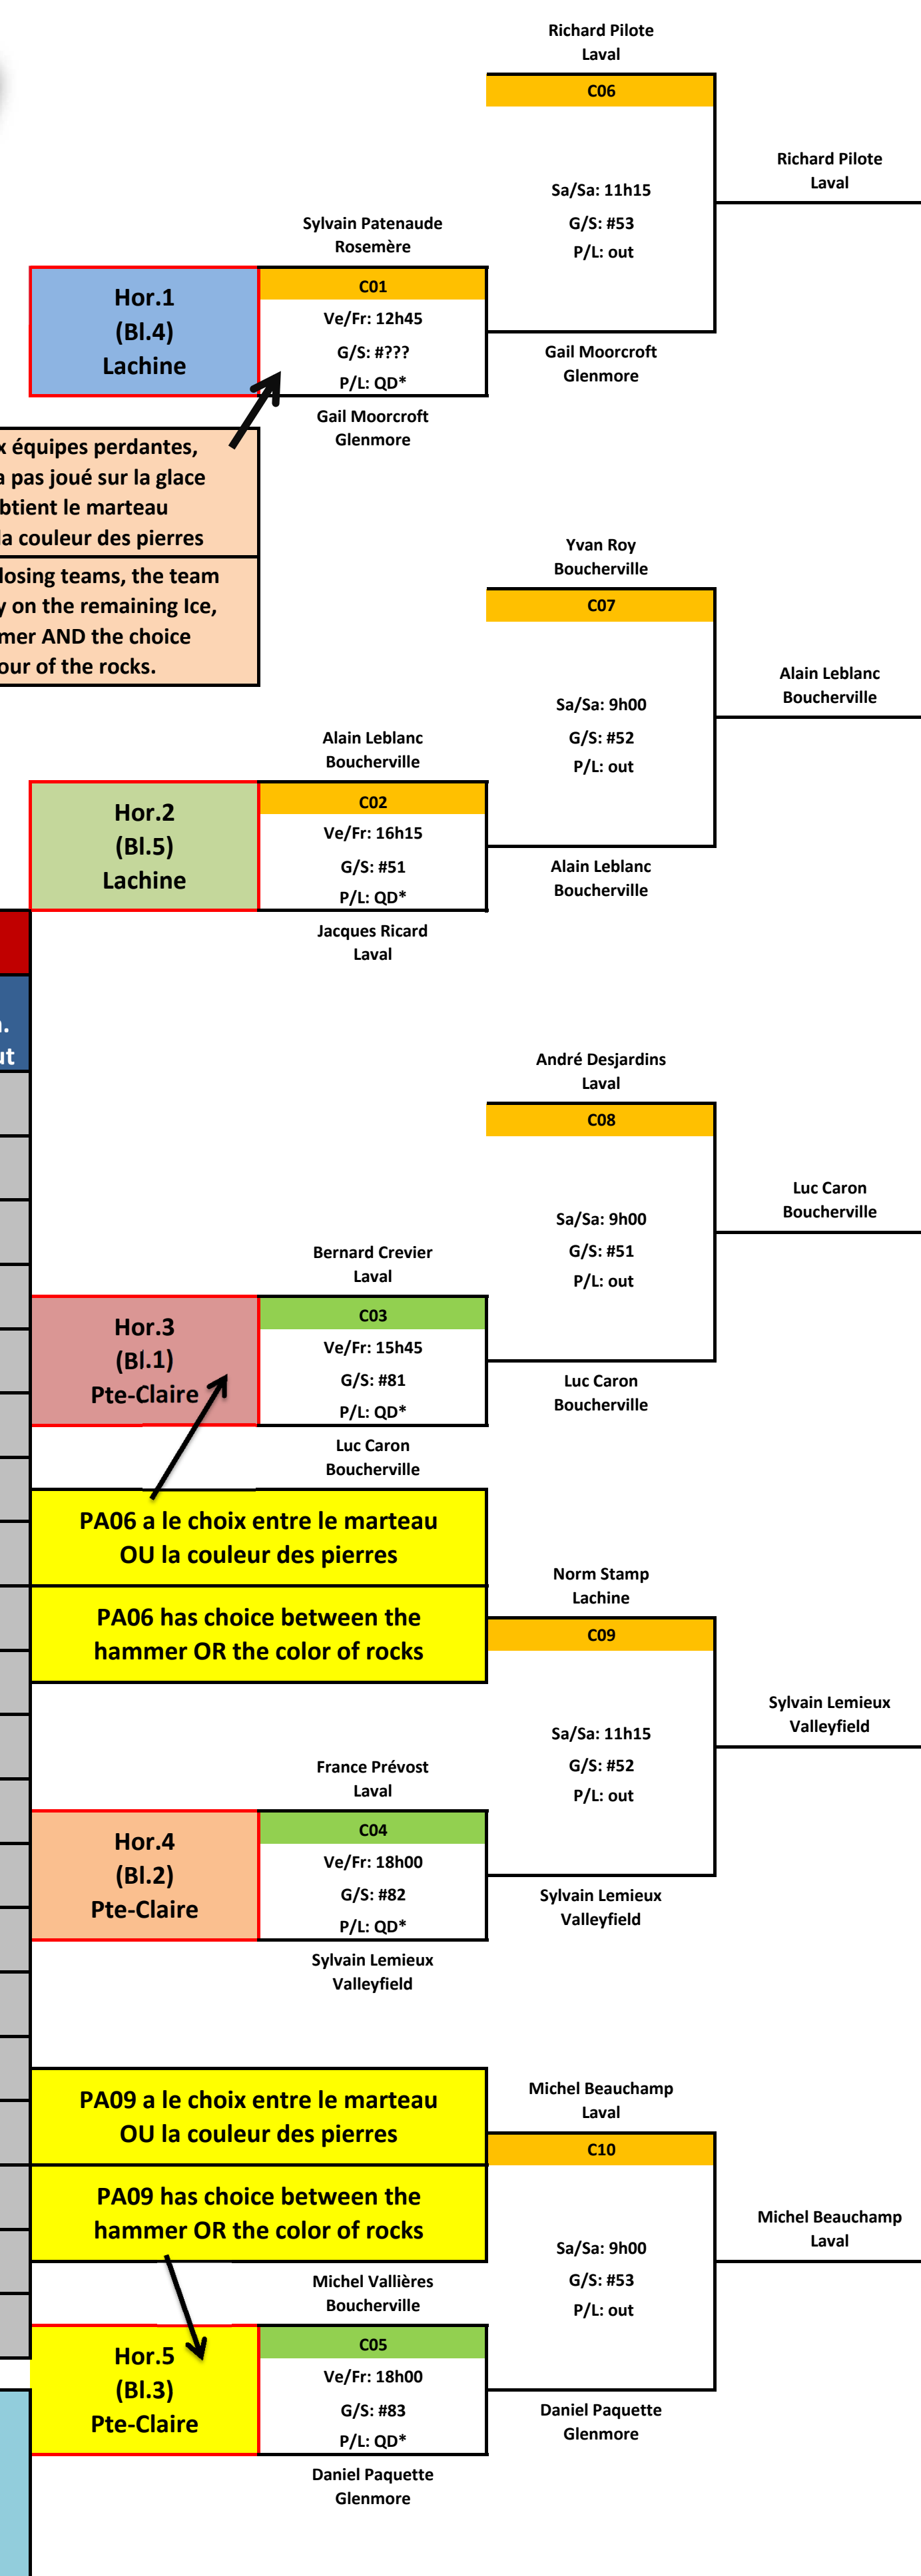 Richard Pilote
Laval
C06
Sa/Sa: 11h15
G/S: #53
P/L: out
Richard Pilote
Laval
Sylvain Patenaude
Rosemère
Hor.1
(Bl.4)
Lachine
C01
Ve/Fr: 12h45
G/S: #???
P/L: QD*
Gail Moorcroft
Glenmore
Gail Moorcroft
Glenmore
x équipes perdantes,
a pas joué sur la glace
btient le marteau
la couleur des pierres
losing teams, the team
y on the remaining Ice,
mer AND the choice
our of the rocks.
Yvan Roy
Boucherville
C07
Sa/Sa: 9h00
G/S: #52
P/L: out
Alain Leblanc
Boucherville
Alain Leblanc
Boucherville
Hor.2
(Bl.5)
Lachine
C02
Ve/Fr: 16h15
G/S: #51
P/L: QD*
Alain Leblanc
Boucherville
Jacques Ricard
Laval
.
ut
André Desjardins
Laval
C08
Sa/Sa: 9h00
G/S: #51
P/L: out
Luc Caron
Boucherville
Bernard Crevier
Laval
Hor.3
(Bl.1)
Pte-Claire
C03
Ve/Fr: 15h45
G/S: #81
P/L: QD*
Luc Caron
Boucherville
Luc Caron
Boucherville
PA06 a le choix entre le marteau
OU la couleur des pierres
PA06 has choice between the
hammer OR the color of rocks
Norm Stamp
Lachine
C09
Sa/Sa: 11h15
G/S: #52
P/L: out
Sylvain Lemieux
Valleyfield
France Prévost
Laval
Hor.4
(Bl.2)
Pte-Claire
C04
Ve/Fr: 18h00
G/S: #82
P/L: QD*
Sylvain Lemieux
Valleyfield
Sylvain Lemieux
Valleyfield
PA09 a le choix entre le marteau
OU la couleur des pierres
PA09 has choice between the
hammer OR the color of rocks
Michel Beauchamp
Laval
C10
Sa/Sa: 9h00
G/S: #53
P/L: out
Michel Beauchamp
Laval
Michel Vallières
Boucherville
Hor.5
(Bl.3)
Pte-Claire
C05
Ve/Fr: 18h00
G/S: #83
P/L: QD*
Daniel Paquette
Glenmore
Daniel Paquette
Glenmore